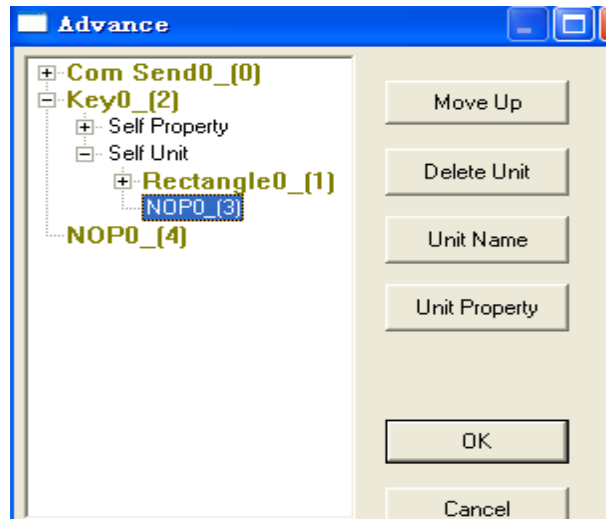 Advance
Com Send0_(0)
Key0_(2)
Self Property
Self Unit
Rectangle0_(1)
NOP0_(3)
NOP0_(4)
Move Up
Delete Unit
Unit Name
Unit Property
OK
Cancel